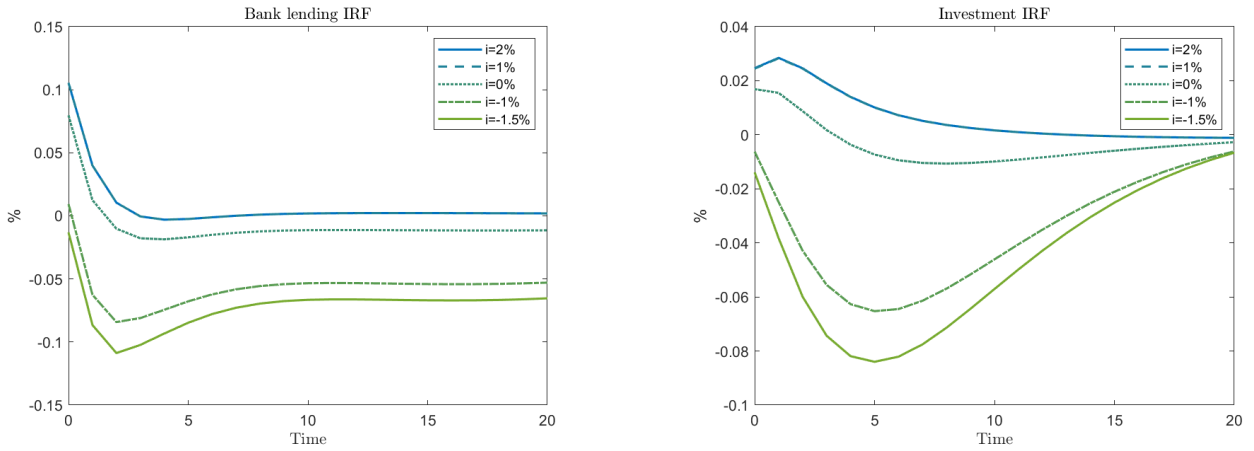 Bank lending IRF
0.15
0.1
0.05
0
-0.05
-0.1
-0.15
%
0
5
10
15
20
Time
i=2%
i=1%
i=0%
i=-1%
i=-1.5%
Investment IRF
0.04
0.02
0
-0.02
-0.04
-0.06
-0.08
-0.1
%
0
5
10
15
20
Time
i=2%
i=1%
i=0%
i=-1%
i=-1.5%